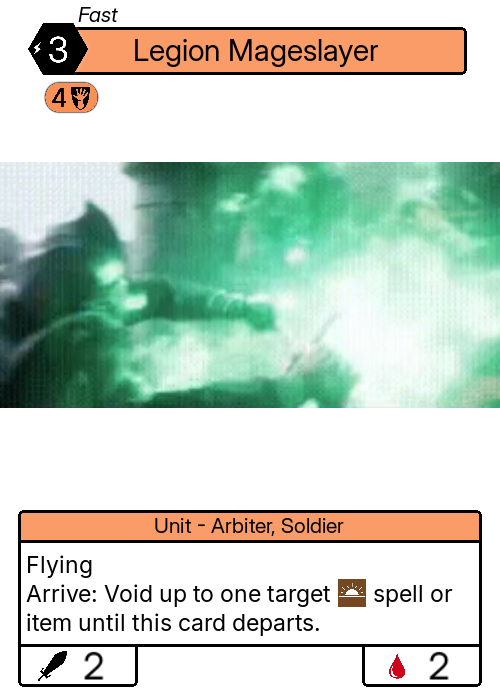 Fast
3 Legion Mageslayer
4
Unit - Arbiter, Soldier
Flying
Arrive: Void up to one target spell or
item until this card departs.
2 2